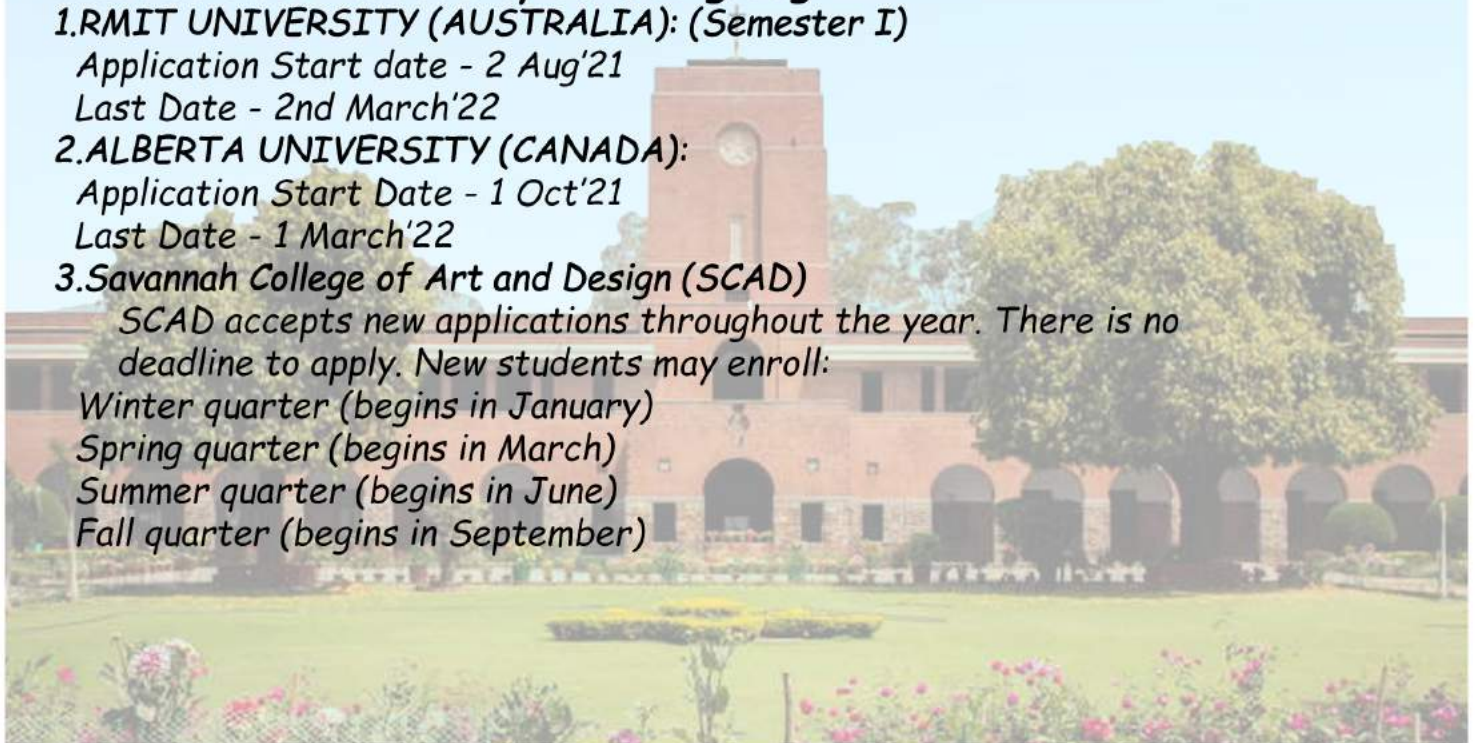 1.RMIT UNIVERSITY (AUSTRALIA): (Semester I)
Application Start date - 2 Aug'21
Last Date - 2nd March'22
2.ALBERTA UNIVERSITY (CANADA):
Application Start Date - 1 Oct'21
Last Date - 1 March'22
3.Savannah College of Art and Design (SCAD)
SCAD accepts new applications throughout the year. There is no
deadline to apply. New students may enroll:
Winter quarter (begins in January)
Spring quarter (begins in March)
Summer quarter (begins in June)
Fall quarter (begins in September)